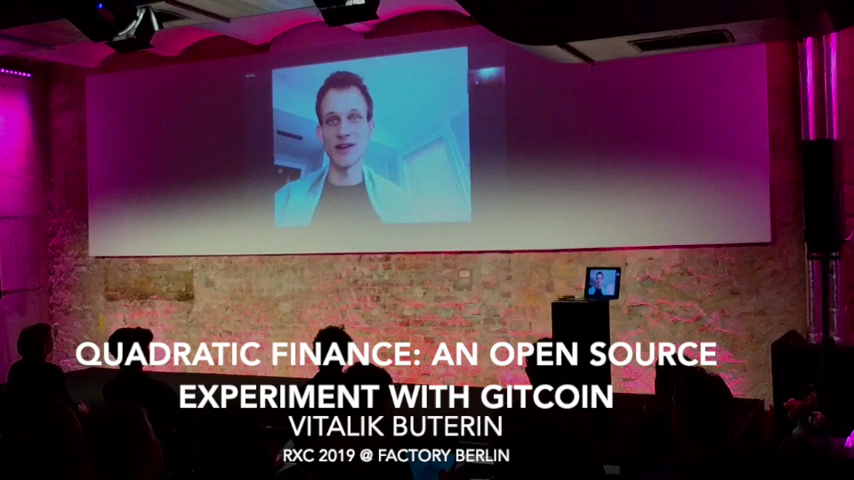 QUADRATIC FINANCE: AN OPEN SOURCE
EXPERIMENT WITH GITCOIN
VITALIK BUTERIN
RXC 2019 @ FACTORY BERLIN